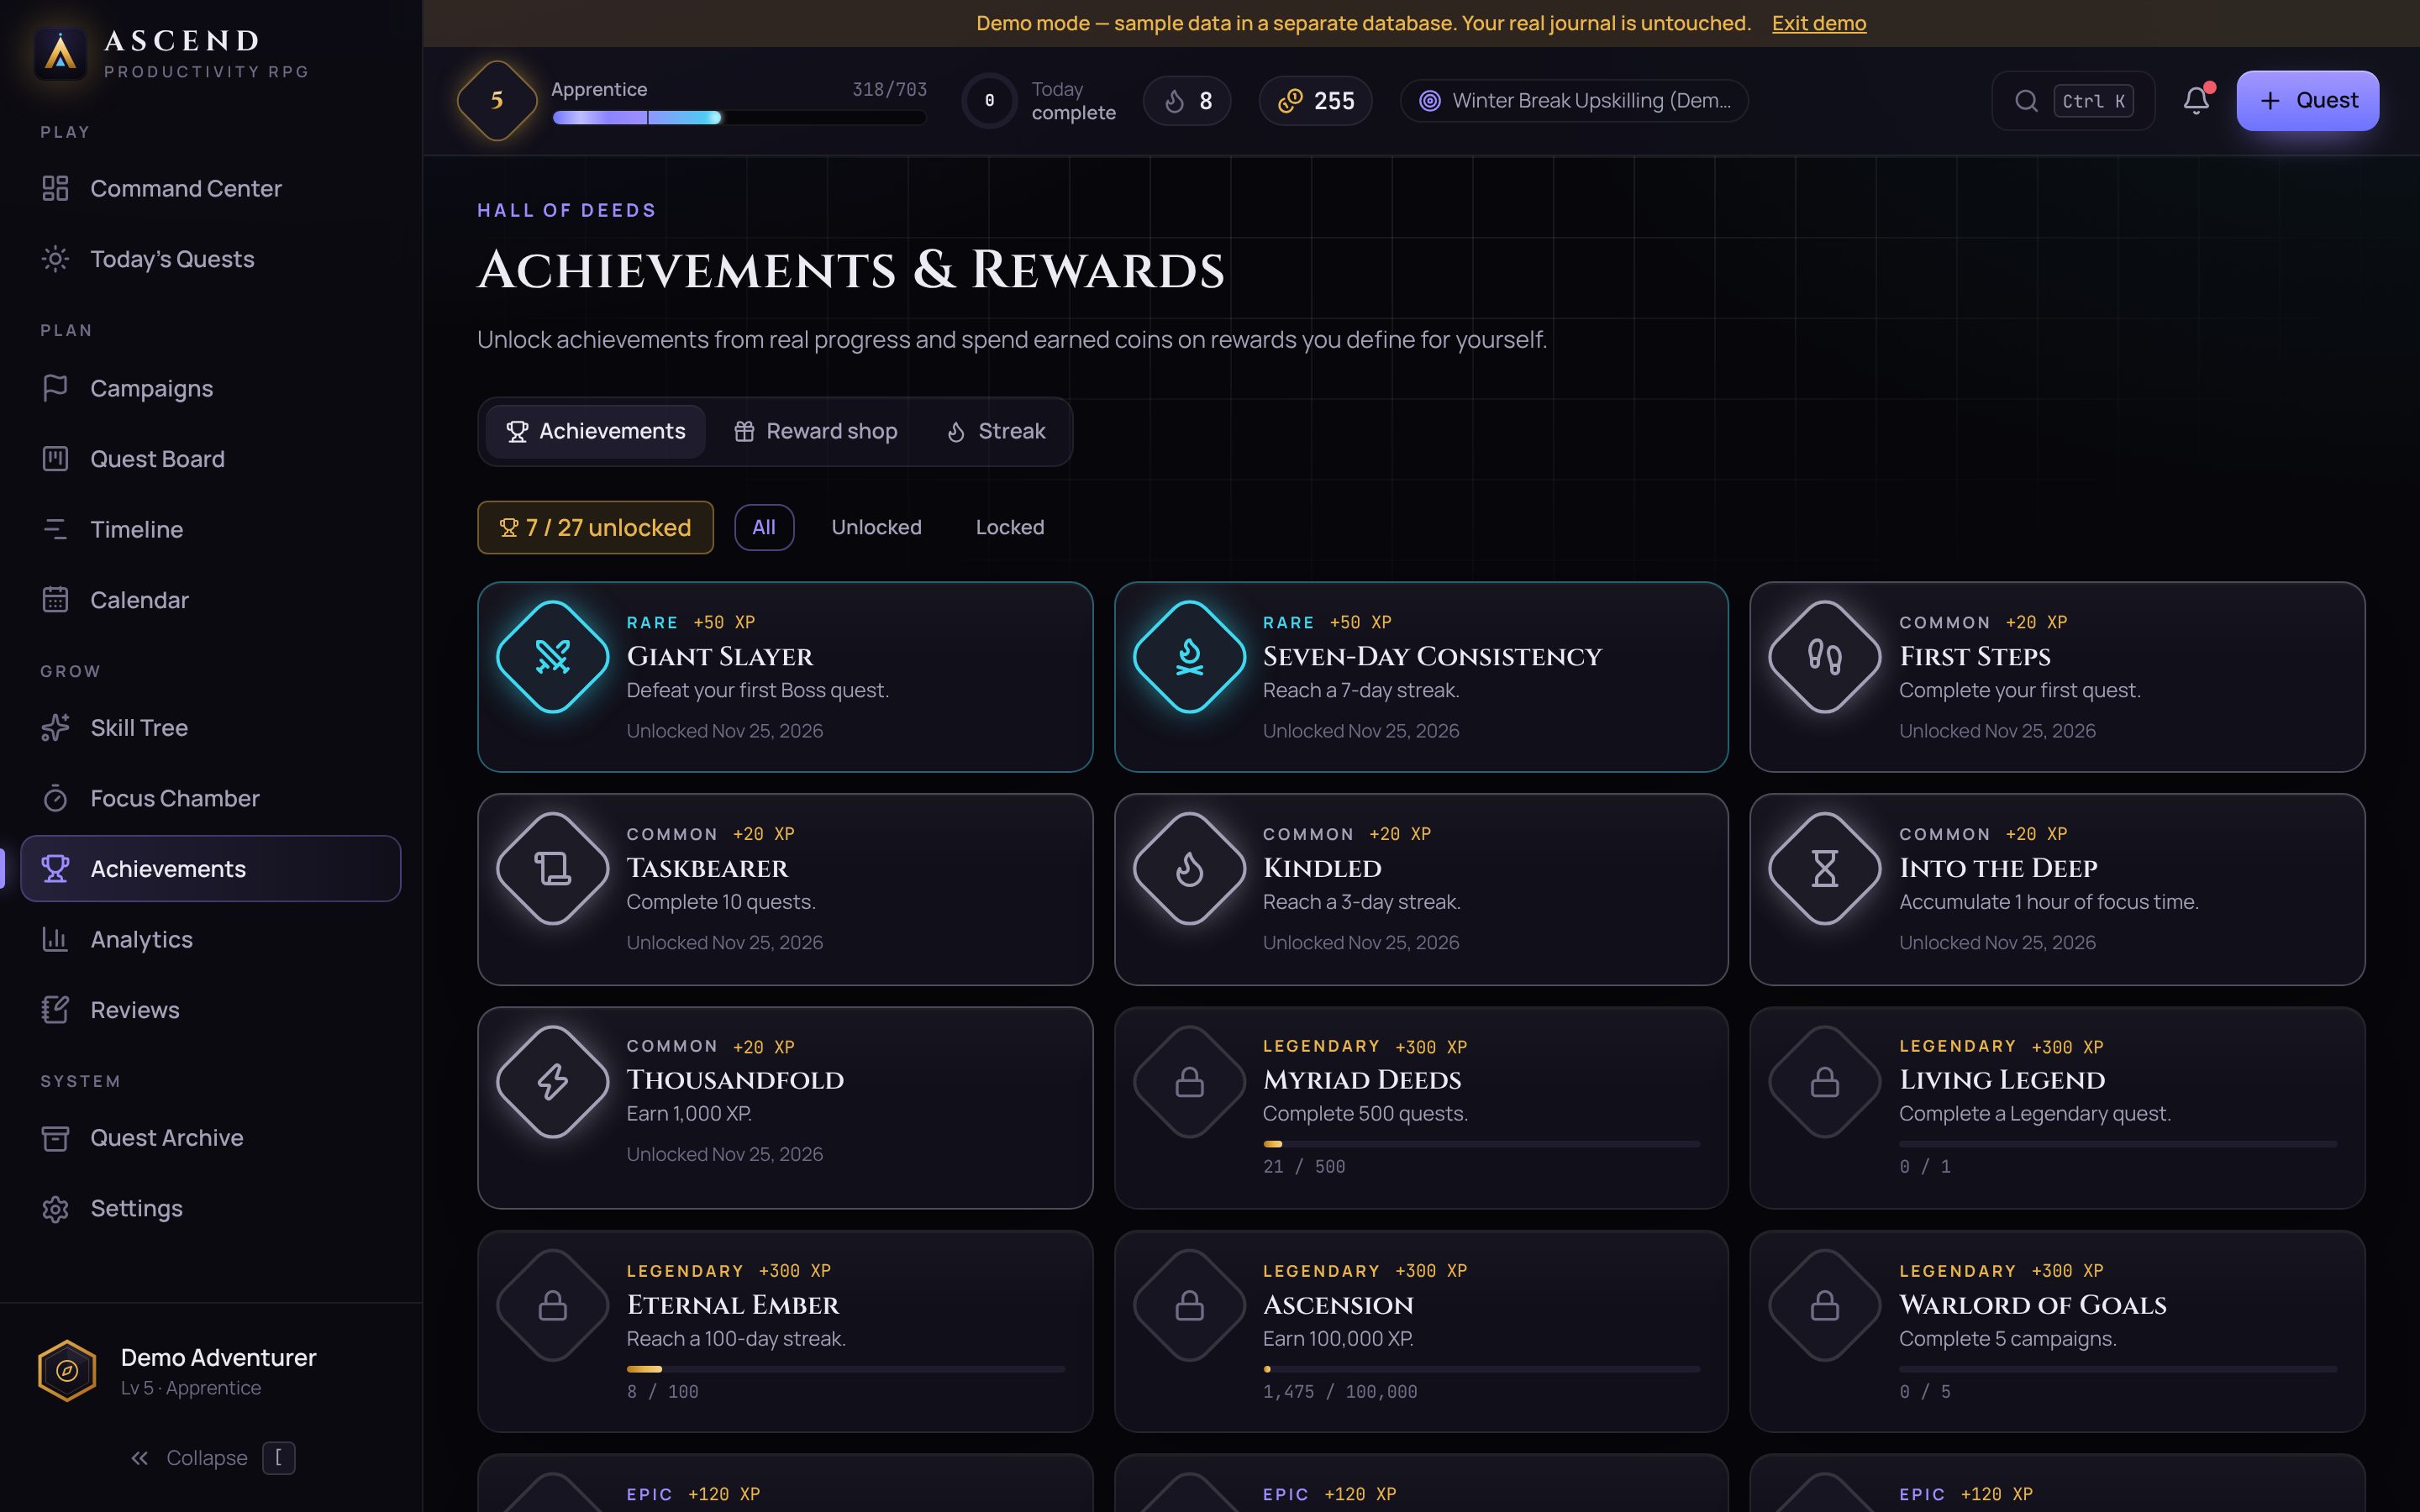 ASCEND
PRODUCTIVITY RPG
PLAY
Command Center
Today's Quests
PLAN
Campaigns
Quest Board
Timeline
Calendar
GROW
Skill Tree
Focus Chamber
Achievements
Analytics
Reviews
SYSTEM
Quest Archive
Settings
Demo Adventurer
Lv 5 · Apprentice
Collapse [
Demo mode — sample data in a separate database. Your real journal is untouched. Exit demo
5
Apprentice 318/703
0
Today
complete
8
255
Winter Break Upskilling (Dem...
Ctrl K
+ Quest
HALL OF DEEDS
Achievements & Rewards
Unlock achievements from real progress and spend earned coins on rewards you define for yourself.
Achievements Reward shop Streak
7 / 27 unlocked All Unlocked Locked
RARE +50 XP
Giant Slayer
Defeat your first Boss quest.
Unlocked Nov 25, 2026
RARE +50 XP
Seven-Day Consistency
Reach a 7-day streak.
Unlocked Nov 25, 2026
COMMON +20 XP
First Steps
Complete your first quest.
Unlocked Nov 25, 2026
COMMON +20 XP
Taskbearer
Complete 10 quests.
Unlocked Nov 25, 2026
COMMON +20 XP
Kindled
Reach a 3-day streak.
Unlocked Nov 25, 2026
COMMON +20 XP
Into the Deep
Accumulate 1 hour of focus time.
Unlocked Nov 25, 2026
COMMON +20 XP
Thousandfold
Earn 1,000 XP.
Unlocked Nov 25, 2026
LEGENDARY +300 XP
Myriad Deeds
Complete 500 quests.
21 / 500
LEGENDARY +300 XP
Living Legend
Complete a Legendary quest.
0 / 1
LEGENDARY +300 XP
Eternal Ember
Reach a 100-day streak.
8 / 100
LEGENDARY +300 XP
Ascension
Earn 100,000 XP.
1,475 / 100,000
LEGENDARY +300 XP
Warlord of Goals
Complete 5 campaigns.
0 / 5
EPIC +120 XP
EPIC +120 XP
EPIC +120 XP